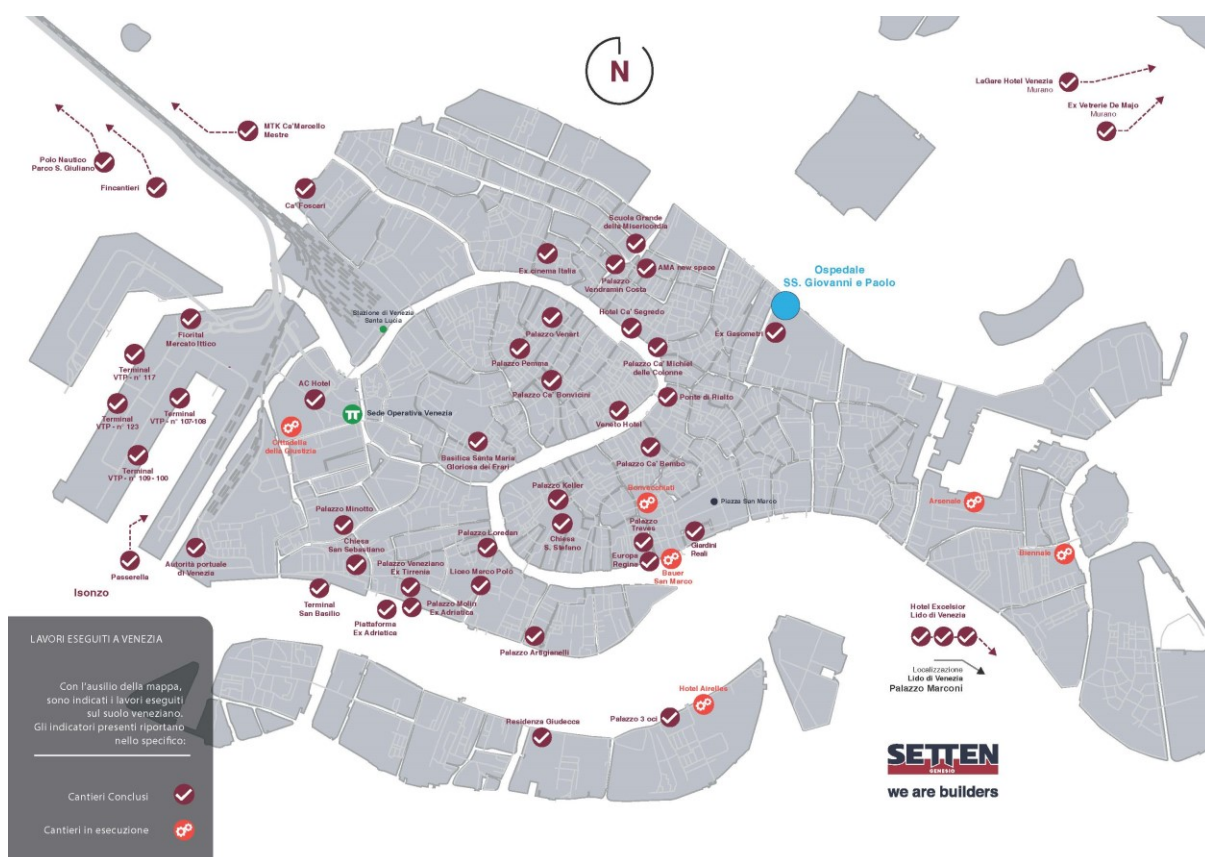 N
LaGare Hotel Venezia
Murano
Ex Vetrerie De Majo
Murano
MTK Ca'Marcello
Mestre
Polo Nautico
Parco S. Giuliano
Fincantieri
Ca' Foscari
Scuola Grande
della Misericordia
Ex cinema Italia
Palazzo
Vendramin Costa
AMA new space
Ospedale
SS. Giovanni e Paolo
Stazione di Venezia
Santa Lucia
Hotel Ca' Sagredo
Ex Gasometri
Fiorital
Mercato Ittico
Palazzo Venart
Palazzo Pemma
Palazzo Ca' Michiel
delle Colonne
Terminal
VTP - n° 117
Palazzo Ca' Bonvicini
AC Hotel
Ponte di Rialto
Terminal
VTP - n° 123
Terminal
VTP - n° 107-108
Sede Operativa Venezia
Veneto Hotel
Cittadella
della Giustizia
Basilica Santa Maria
Gloriosa dei Frari
Palazzo Ca' Bembo
Terminal
VTP - n° 109 - 100
Palazzo Keller
Bonvecchiati
Piazza San Marco
Arsenale
Palazzo Minotto
Chiesa
San Sebastiano
Palazzo Loredan
Chiesa
S. Stefano
Palazzo
Treves
Giardini
Reali
Europa
Regina
Bauer
San Marco
Biennale
Passerella
Isonzo
Autorità portuale
di Venezia
Palazzo Veneziano
Ex Tirrenia
Liceo Marco Polo
Terminal
San Basilio
Piattaforma
Ex Adriatica
Palazzo Molin
Ex Adriatica
Palazzo Artigianelli
Hotel Excelsior
Lido di Venezia
Localizzazione
Lido di Venezia
Palazzo Marconi
Hotel Airelles
Palazzo 3 oci
Residenza Giudecca
LAVORI ESEGUITI A VENEZIA
Con l'ausilio della mappa,
sono indicati i lavori eseguiti
sul suolo veneziano.
Gli indicatori presenti riportano
nello specifico:
Cantieri Conclusi
Cantieri in esecuzione
SETTEN
GENESIO
we are builders